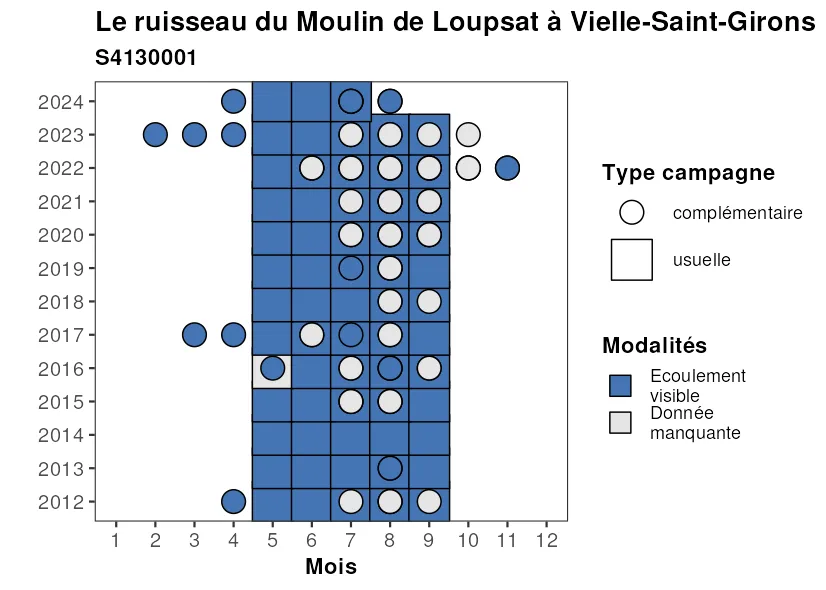 Le ruisseau du Moulin de Loupsat à Vielle-Saint-Girons
S4130001
2024
2023
2022
2021
2020
2019
2018
2017
2016
2015
2014
2013
2012
1 2 3 4 5 6 7 8 9 10 11 12
Mois
Type campagne
complémentaire
usuelle
Modalités
Ecoulement
visible
Donnée
manquante